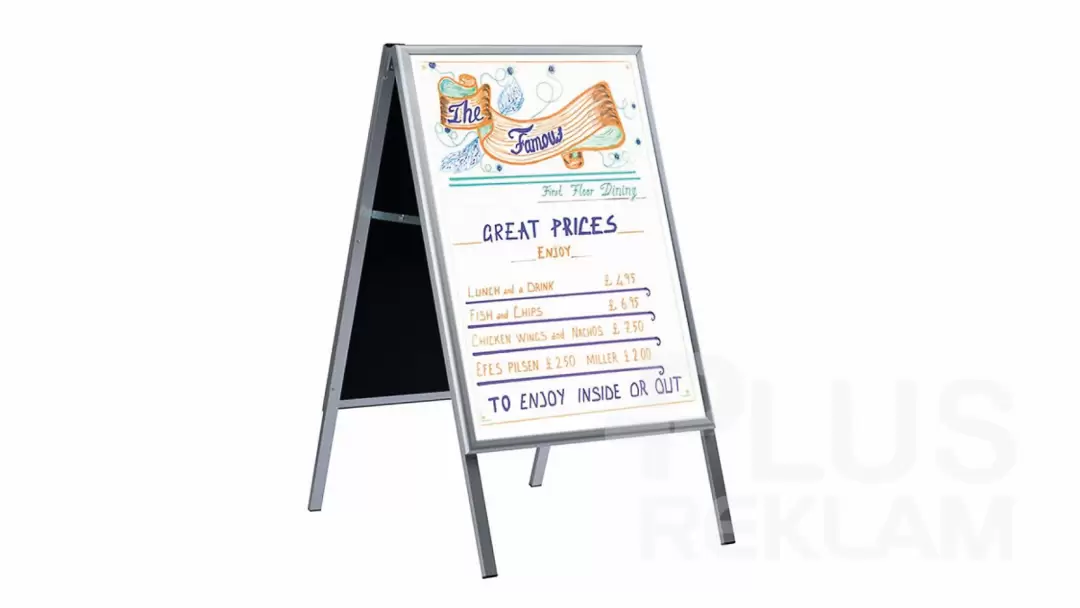 The
Famous
First Floor Dining
GREAT PRICES
ENJOY
LUNCH and a DRINK £ 4.95
FISH and CHIPS £ 6.95
CHICKEN WINGS and NACHOS £ 7.50
EFES PILSEN £2.50 MILLER £2.00
TO ENJOY INSIDE OR OUT
PLUS
REKLAM